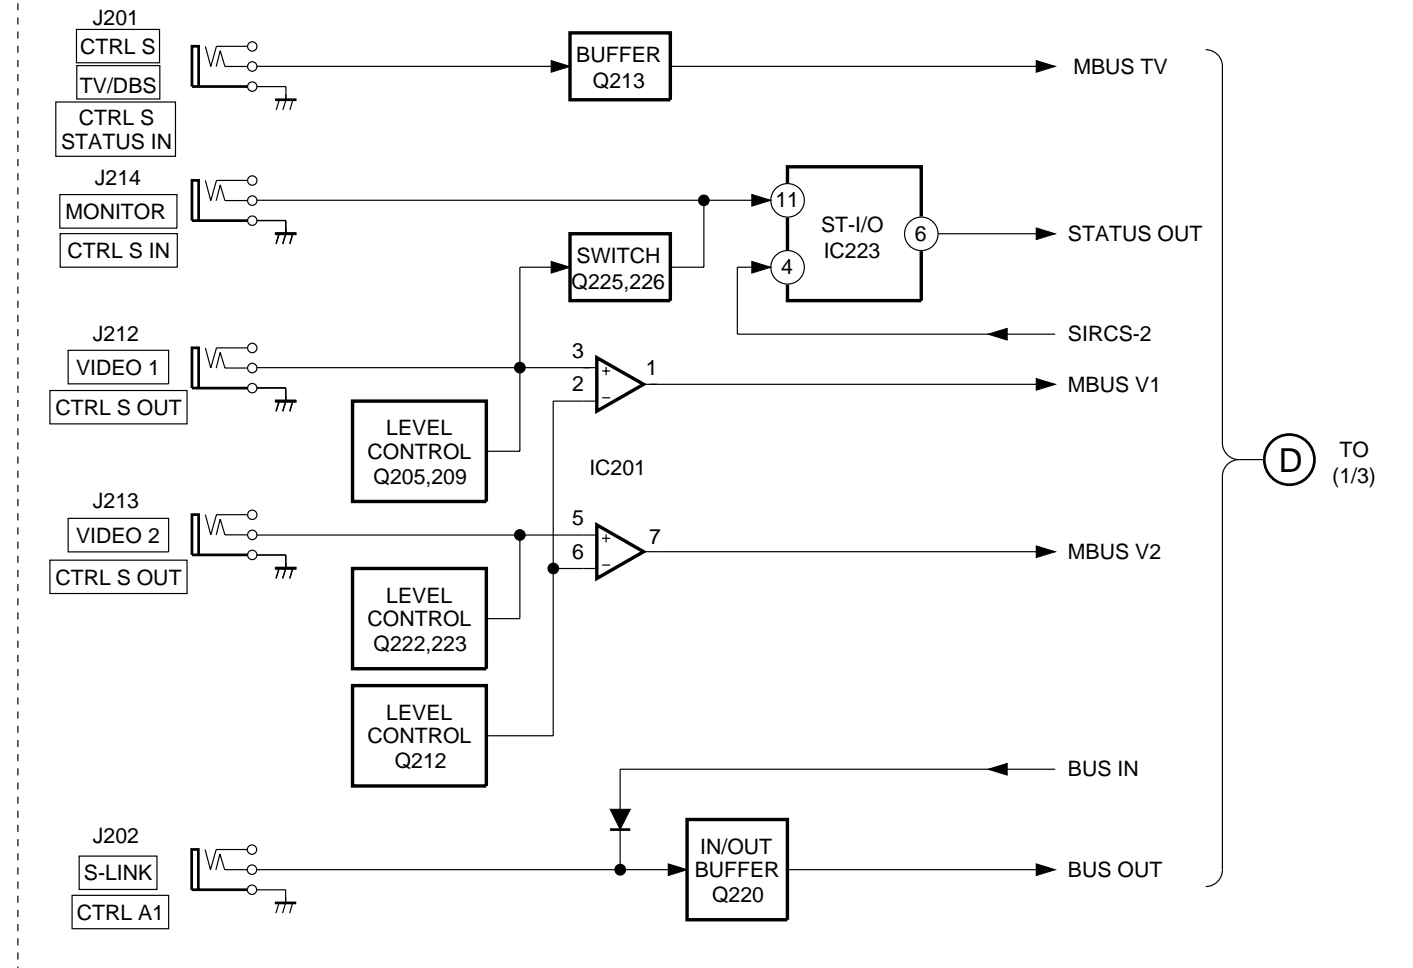 J201
CTRL S
TV/DBS
CTRL S
STATUS IN
BUFFER
Q213
MBUS TV
J214
MONITOR
CTRL S IN
11
ST-I/O
IC223
6
4
STATUS OUT
SWITCH
Q225,226
SIRCS-2
J212
VIDEO 1
CTRL S OUT
3
2
+
−
1
MBUS V1
LEVEL
CONTROL
Q205,209
IC201
D
TO
(1/3)
J213
VIDEO 2
CTRL S OUT
5
6
+
−
7
MBUS V2
LEVEL
CONTROL
Q222,223
LEVEL
CONTROL
Q212
BUS IN
J202
S-LINK
CTRL A1
IN/OUT
BUFFER
Q220
BUS OUT